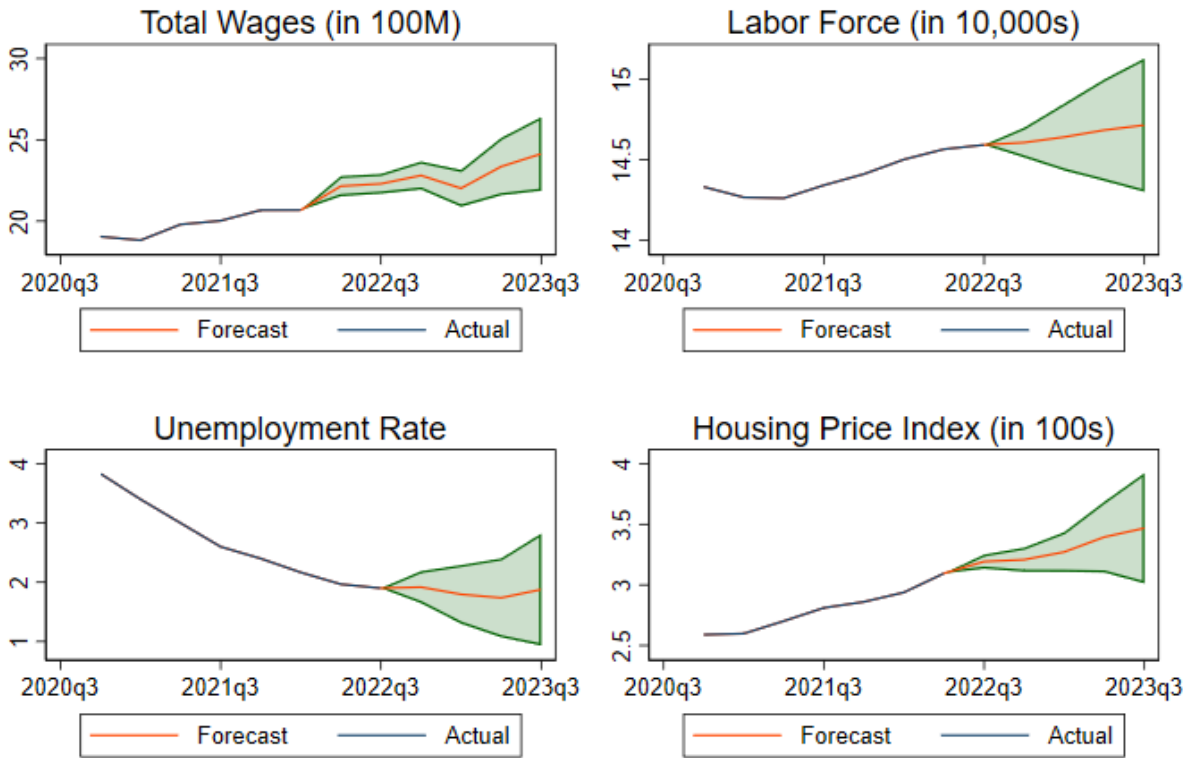 Total Wages (in 100M)
30
25
20
2020q3 2021q3 2022q3 2023q3
Forecast Actual
Labor Force (in 10,000s)
15
14.5
14
2020q3 2021q3 2022q3 2023q3
Forecast Actual
Unemployment Rate
4
3
2
1
2020q3 2021q3 2022q3 2023q3
Forecast Actual
Housing Price Index (in 100s)
4
3.5
3
2.5
2020q3 2021q3 2022q3 2023q3
Forecast Actual